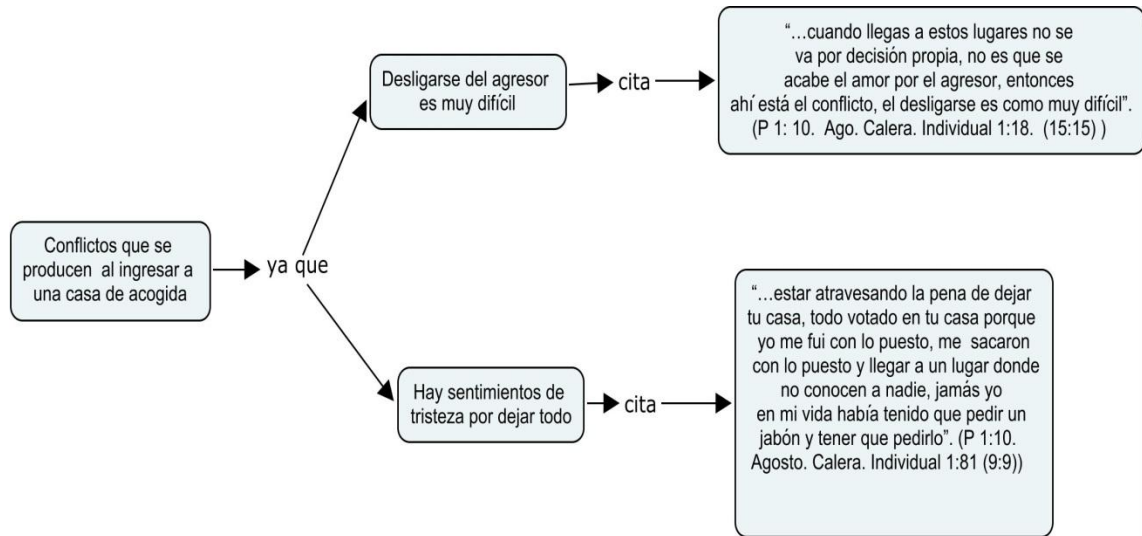 Conflictos que se
producen al ingresar a
una casa de acogida
ya que
Desligarse del agresor
es muy difícil
cita
“…cuando llegas a estos lugares no se
va por decisión propia, no es que se
acabe el amor por el agresor, entonces
ahí está el conflicto, el desligarse es como muy difícil”.
(P 1: 10. Ago. Calera. Individual 1:18. (15:15) )
Hay sentimientos de
tristeza por dejar todo
cita
“…estar atravesando la pena de dejar
tu casa, todo votado en tu casa porque
yo me fui con lo puesto, me sacaron
con lo puesto y llegar a un lugar donde
no conocen a nadie, jamás yo
en mi vida había tenido que pedir un
jabón y tener que pedirlo”. (P 1:10.
Agosto. Calera. Individual 1:81 (9:9))